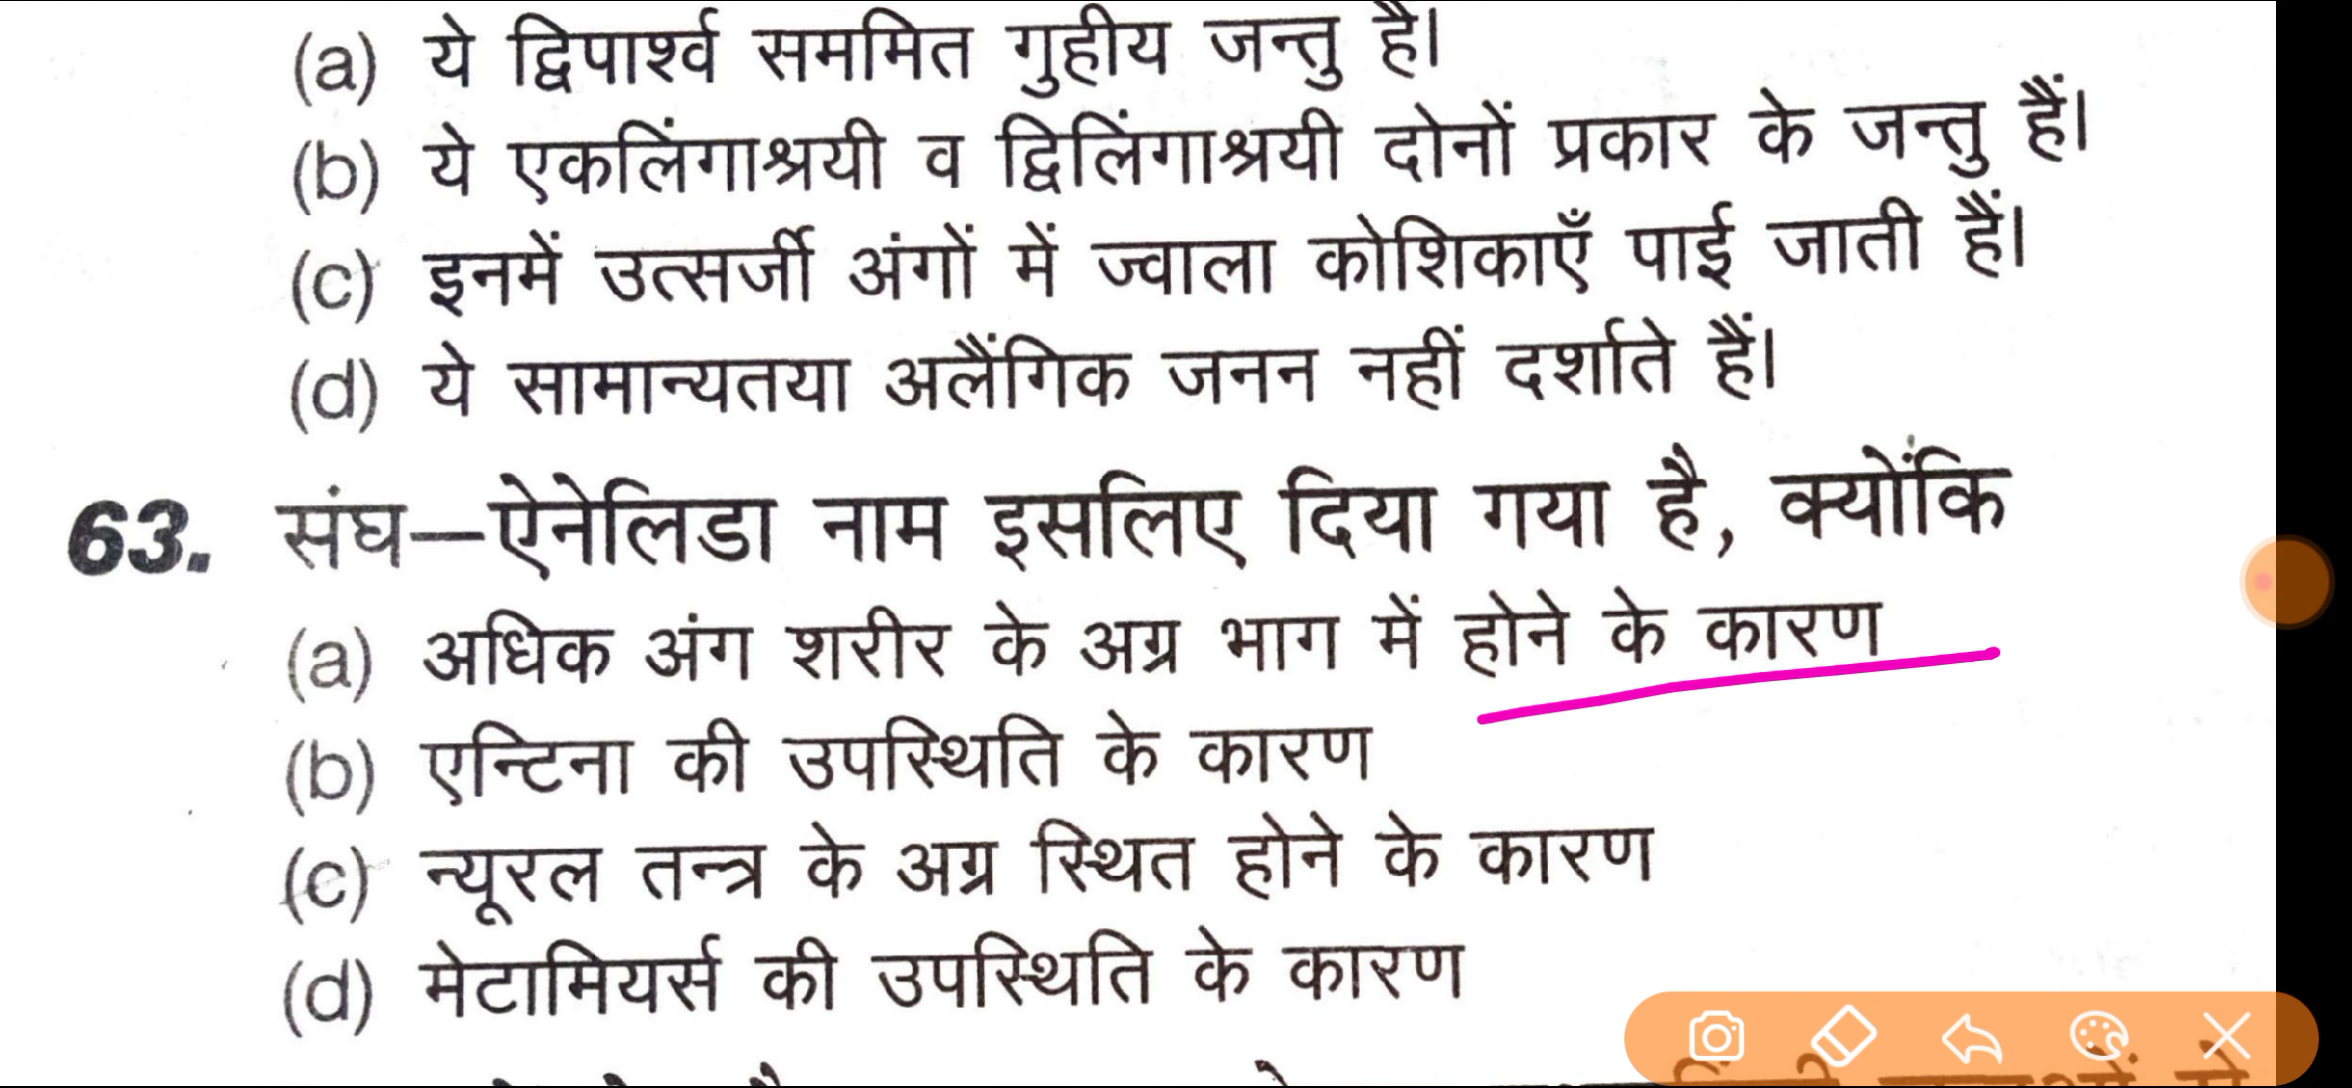 (a) ये द्विपार्श्व सममित गुहीय जन्तु है।
(b) ये एकलिंगाश्रयी व द्विलिंगाश्रयी दोनों प्रकार के जन्तु हैं।
(c) इनमें उत्सर्जी अंगों में ज्वाला कोशिकाएँ पाई जाती हैं।
(d) ये सामान्यतया अलैंगिक जनन नहीं दर्शाते हैं।
63. संघ—ऐनेलिडा नाम इसलिए दिया गया है, क्योंकि
(a) अधिक अंग शरीर के अग्र भाग में होने के कारण
(b) एन्टिना की उपस्थिति के कारण
(c) न्यूरल तन्त्र के अग्र स्थित होने के कारण
(d) मेटामियर्स की उपस्थिति के कारण